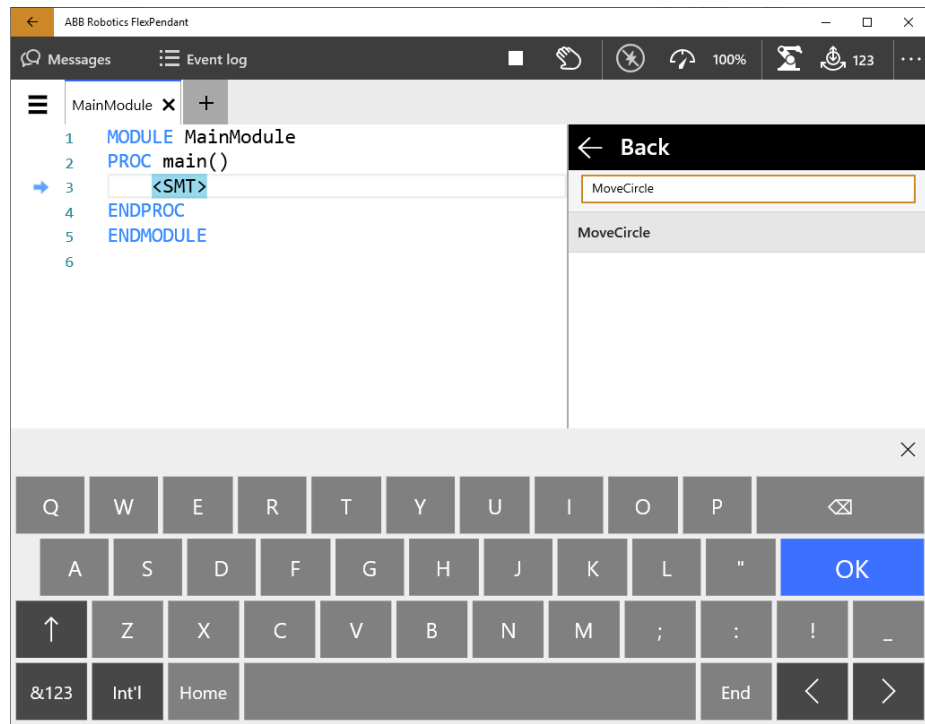 ABB Robotics FlexPendant
Messages Event log 100% 123 ...
MainModule
1 MODULE MainModule
2 PROC main()
3 <SMT>
4 ENDPROC
5 ENDMODULE
6
Back
MoveCircle
MoveCircle
Q W E R T Y U I O P
A S D F G H J K L " OK
Z X C V B N M ; : ! _
&123 Int'l Home End